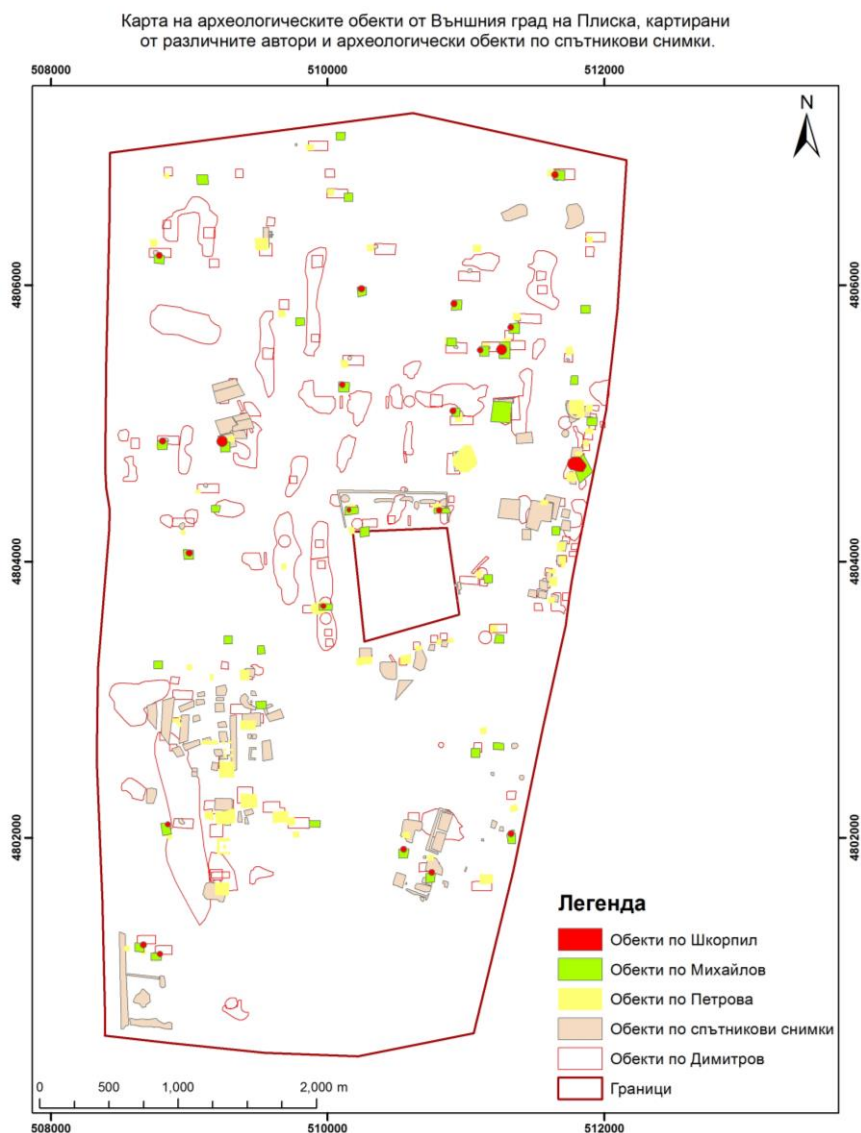 Карта на археологическите обекти от Външния град на Плиска, картирани
от различните автори и археологически обекти по спътникови снимки.
508000 510000 512000
N
4806000 4806000
4804000 4804000
4802000 4802000
Легенда
Обекти по Шкорпил
Обекти по Михайлов
Обекти по Петрова
Обекти по спътникови снимки
Обекти по Димитров
Граници
0 500 1,000 2,000 m
508000 510000 512000